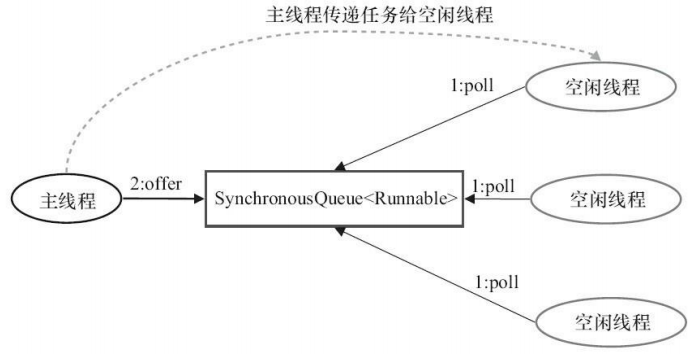 主线程传递任务给空闲线程
1:poll
空闲线程
主线程
2:offer
SynchronousQueue<Runnable>
1:poll
空闲线程
1:poll
空闲线程